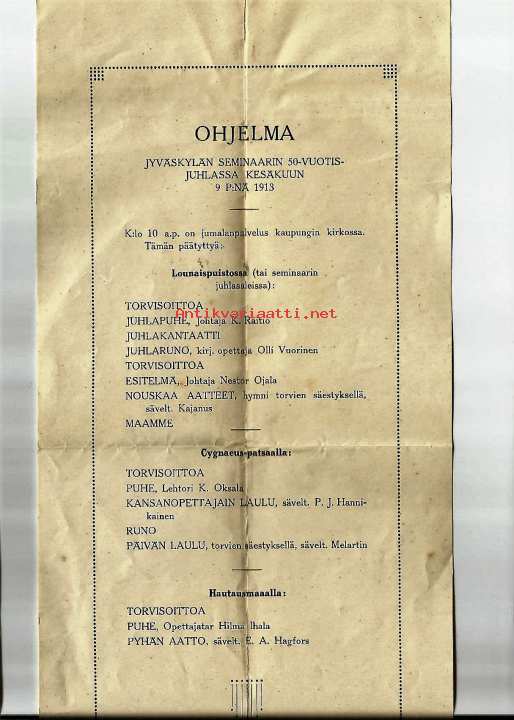 OHJELMA
JYVÄSKYLÄN SEMINAARIN 50-VUOTIS-
JUHLASSA KESÄKUUN
9 P:NÄ 1913
K:lo 10 a.p. on jumalanpalvelus kaupungin kirkossa.
Tämän päätyttyä:
Lounaispuistossa (tai seminaarin
juhlasaleissa):
TORVISOITTOA
Antikvariaatti.net
JUHLAPUHE, Johtaja K. Raitio
JUHLAKANTAATTI
JUHLARUNO, kirj. opettaja Olli Vuorinen
TORVISOITTOA
ESITELMÄ, Johtaja Nestor Ojala
NOUSKAA AATTEET, hymni torvien säestyksellä,
sävelt. Kajanus
MAAMME
Cygnaeus-patsaalla:
TORVISOITTOA
PUHE, Lehtori K. Oksala
KANSANOPETTAJAIN LAULU, sävelt. P. J. Hanni-
kainen
RUNO
PÄIVÄN LAULU, torvien säestyksellä, sävelt. Melartin
Hautausmaaalla:
TORVISOITTOA
PUHE, Opettajatar Hilma Ihala
PYHÄN AATTO, sävelt. E. A. Hagfors